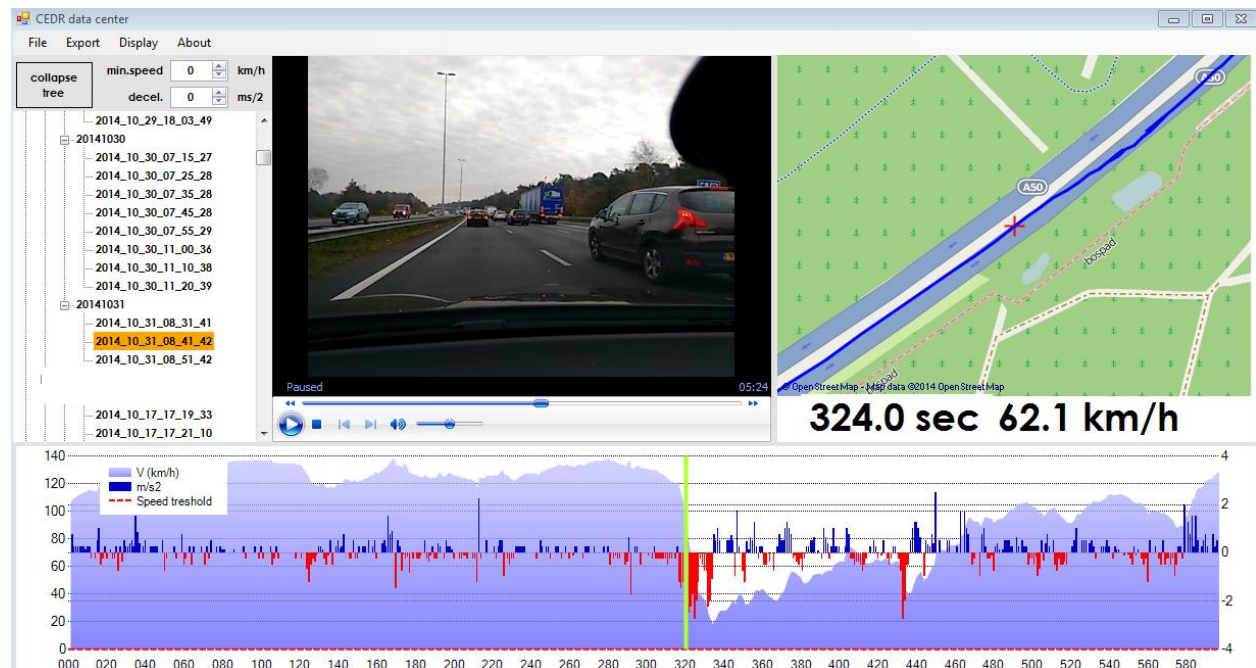 CEDR data center
File Export Display About
collapse tree
min.speed 0 km/h
decel. 0 ms/2
2014_10_29_18_03_49
20141030
2014_10_30_07_15_27
2014_10_30_07_25_28
2014_10_30_07_35_28
2014_10_30_07_45_28
2014_10_30_07_55_29
2014_10_30_11_00_36
2014_10_30_11_10_38
2014_10_30_11_20_39
20141031
2014_10_31_08_31_41
2014_10_31_08_41_42
2014_10_31_08_51_42
2014_10_17_17_19_33
2014_10_17_17_21_10
Paused 05:24
A50
A50
bospad
bospad
© OpenStreetMap - Map data ©2014 OpenStreetMap
324.0 sec 62.1 km/h
V (km/h)
m/s2
Speed treshold
140 4
120
100 2
80
60 0
40
20 -2
0 -4
000 020 040 060 080 100 120 140 160 180 200 220 240 260 280 300 320 340 360 380 400 420 440 460 480 500 520 540 560 580